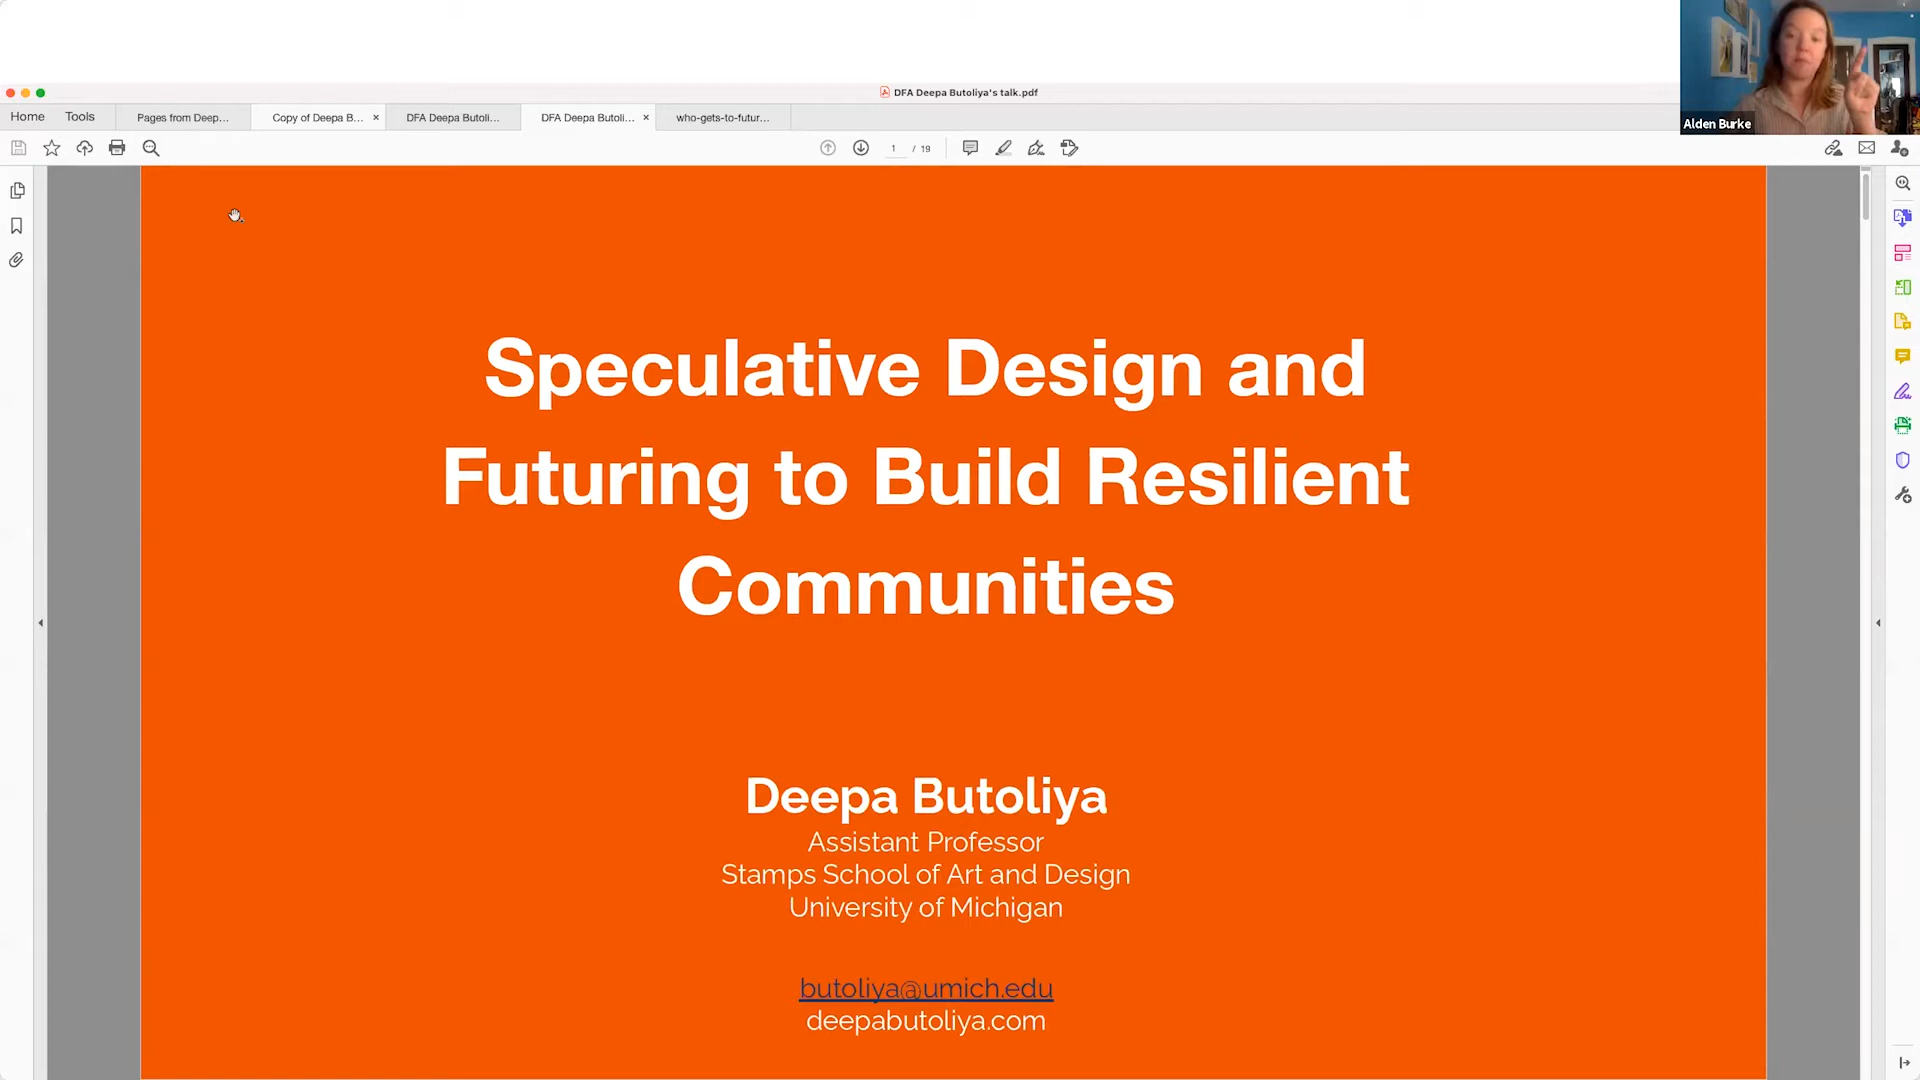 DFA Deepa Butoliya's talk.pdf
Alden Burke
Home Tools Pages from Deep... Copy of Deepa B... × DFA Deepa Butoli... DFA Deepa Butoli... × who-gets-to-futur...
1 / 19
Speculative Design and
Futuring to Build Resilient
Communities
Deepa Butoliya
Assistant Professor
Stamps School of Art and Design
University of Michigan
butoliya@umich.edu
deepabutoliya.com